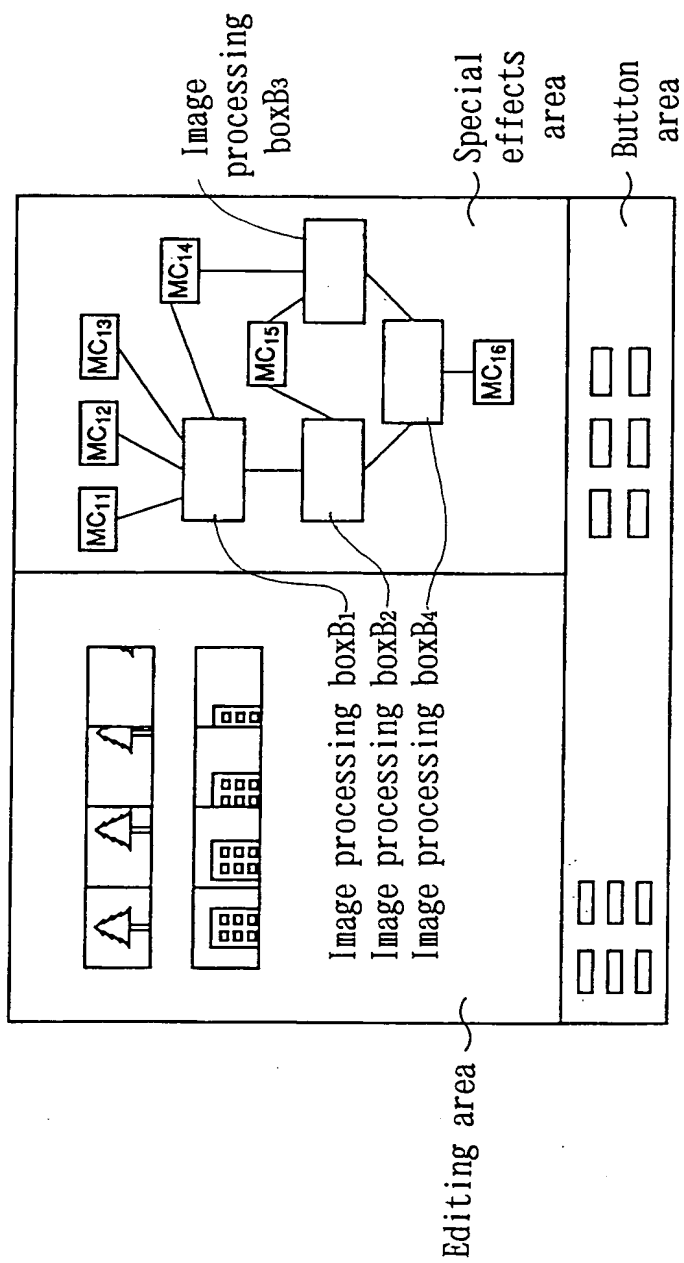 Image
processing
boxB3
MC11
MC12
MC13
MC14
MC15
MC16
Image processing boxB1
Image processing boxB2
Image processing boxB4
Editing area
Special
effects
area
Button
area